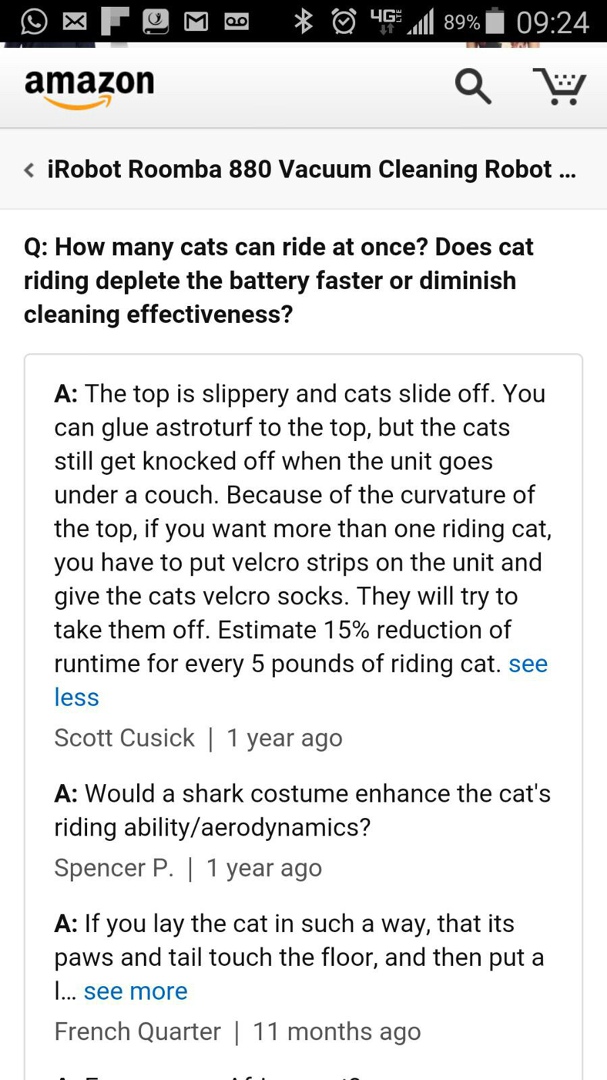 4G LTE 89% 09:24
amazon
< iRobot Roomba 880 Vacuum Cleaning Robot ...
Q: How many cats can ride at once? Does cat
riding deplete the battery faster or diminish
cleaning effectiveness?
A: The top is slippery and cats slide off. You
can glue astroturf to the top, but the cats
still get knocked off when the unit goes
under a couch. Because of the curvature of
the top, if you want more than one riding cat,
you have to put velcro strips on the unit and
give the cats velcro socks. They will try to
take them off. Estimate 15% reduction of
runtime for every 5 pounds of riding cat. see
less
Scott Cusick | 1 year ago
A: Would a shark costume enhance the cat's
riding ability/aerodynamics?
Spencer P. | 1 year ago
A: If you lay the cat in such a way, that its
paws and tail touch the floor, and then put a
l... see more
French Quarter | 11 months ago